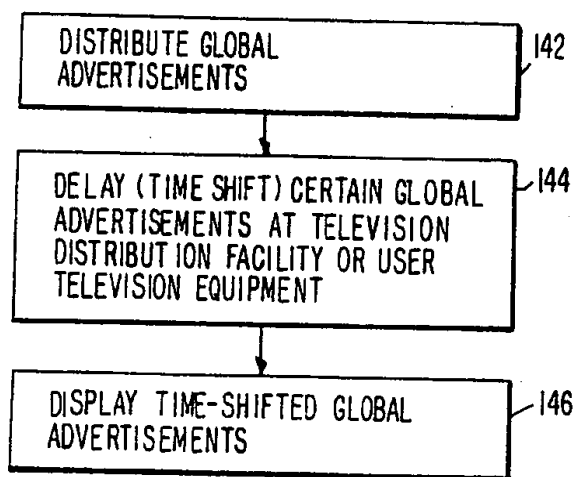 DISTRIBUTE GLOBAL
ADVERTISEMENTS
142
DELAY (TIME SHIFT) CERTAIN GLOBAL
ADVERTISEMENTS AT TELEVISION
DISTRIBUTION FACILITY OR USER
TELEVISION EQUIPMENT
144
DISPLAY TIME-SHIFTED GLOBAL
ADVERTISEMENTS
146